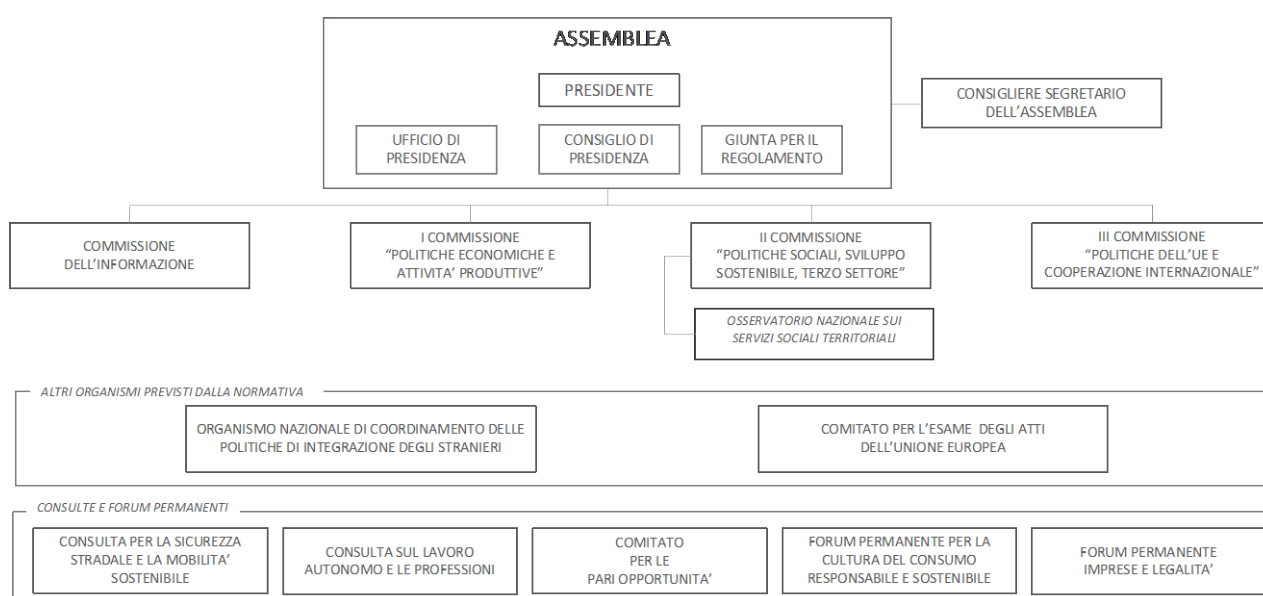 ASSEMBLEA
PRESIDENTE
UFFICIO DI
PRESIDENZA
CONSIGLIO DI
PRESIDENZA
GIUNTA PER IL
REGOLAMENTO
CONSIGLIERE SEGRETARIO
DELL'ASSEMBLEA
COMMISSIONE
DELL'INFORMAZIONE
I COMMISSIONE
“POLITICHE ECONOMICHE E
ATTIVITA’ PRODUTTIVE”
II COMMISSIONE
“POLITICHE SOCIALI, SVILUPPO
SOSTENIBILE, TERZO SETTORE”
III COMMISSIONE
“POLITICHE DELL’UE E
COOPERAZIONE INTERNAZIONALE”
OSSERVATORIO NAZIONALE SUI
SERVIZI SOCIALI TERRITORIALI
ALTRI ORGANISMI PREVISTI DALLA NORMATIVA
ORGANISMO NAZIONALE DI COORDINAMENTO DELLE
POLITICHE DI INTEGRAZIONE DEGLI STRANIERI
COMITATO PER L’ESAME DEGLI ATTI
DELL’UNIONE EUROPEA
CONSULTE E FORUM PERMANENTI
CONSULTA PER LA SICUREZZA
STRADALE E LA MOBILITA’
SOSTENIBILE
CONSULTA SUL LAVORO
AUTONOMO E LE PROFESSIONI
COMITATO
PER LE
PARI OPPORTUNITA’
FORUM PERMANENTE PER LA
CULTURA DEL CONSUMO
RESPONSABILE E SOSTENIBILE
FORUM PERMANENTE
IMPRESE E LEGALITA’